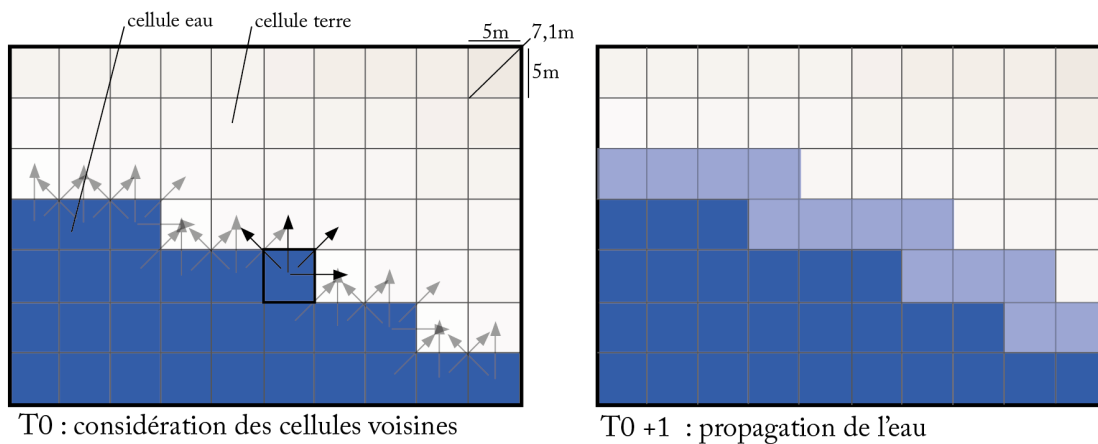 cellule eau
cellule terre
5m
7,1m
5m
T0 : considération des cellules voisines
T0 +1 : propagation de l'eau